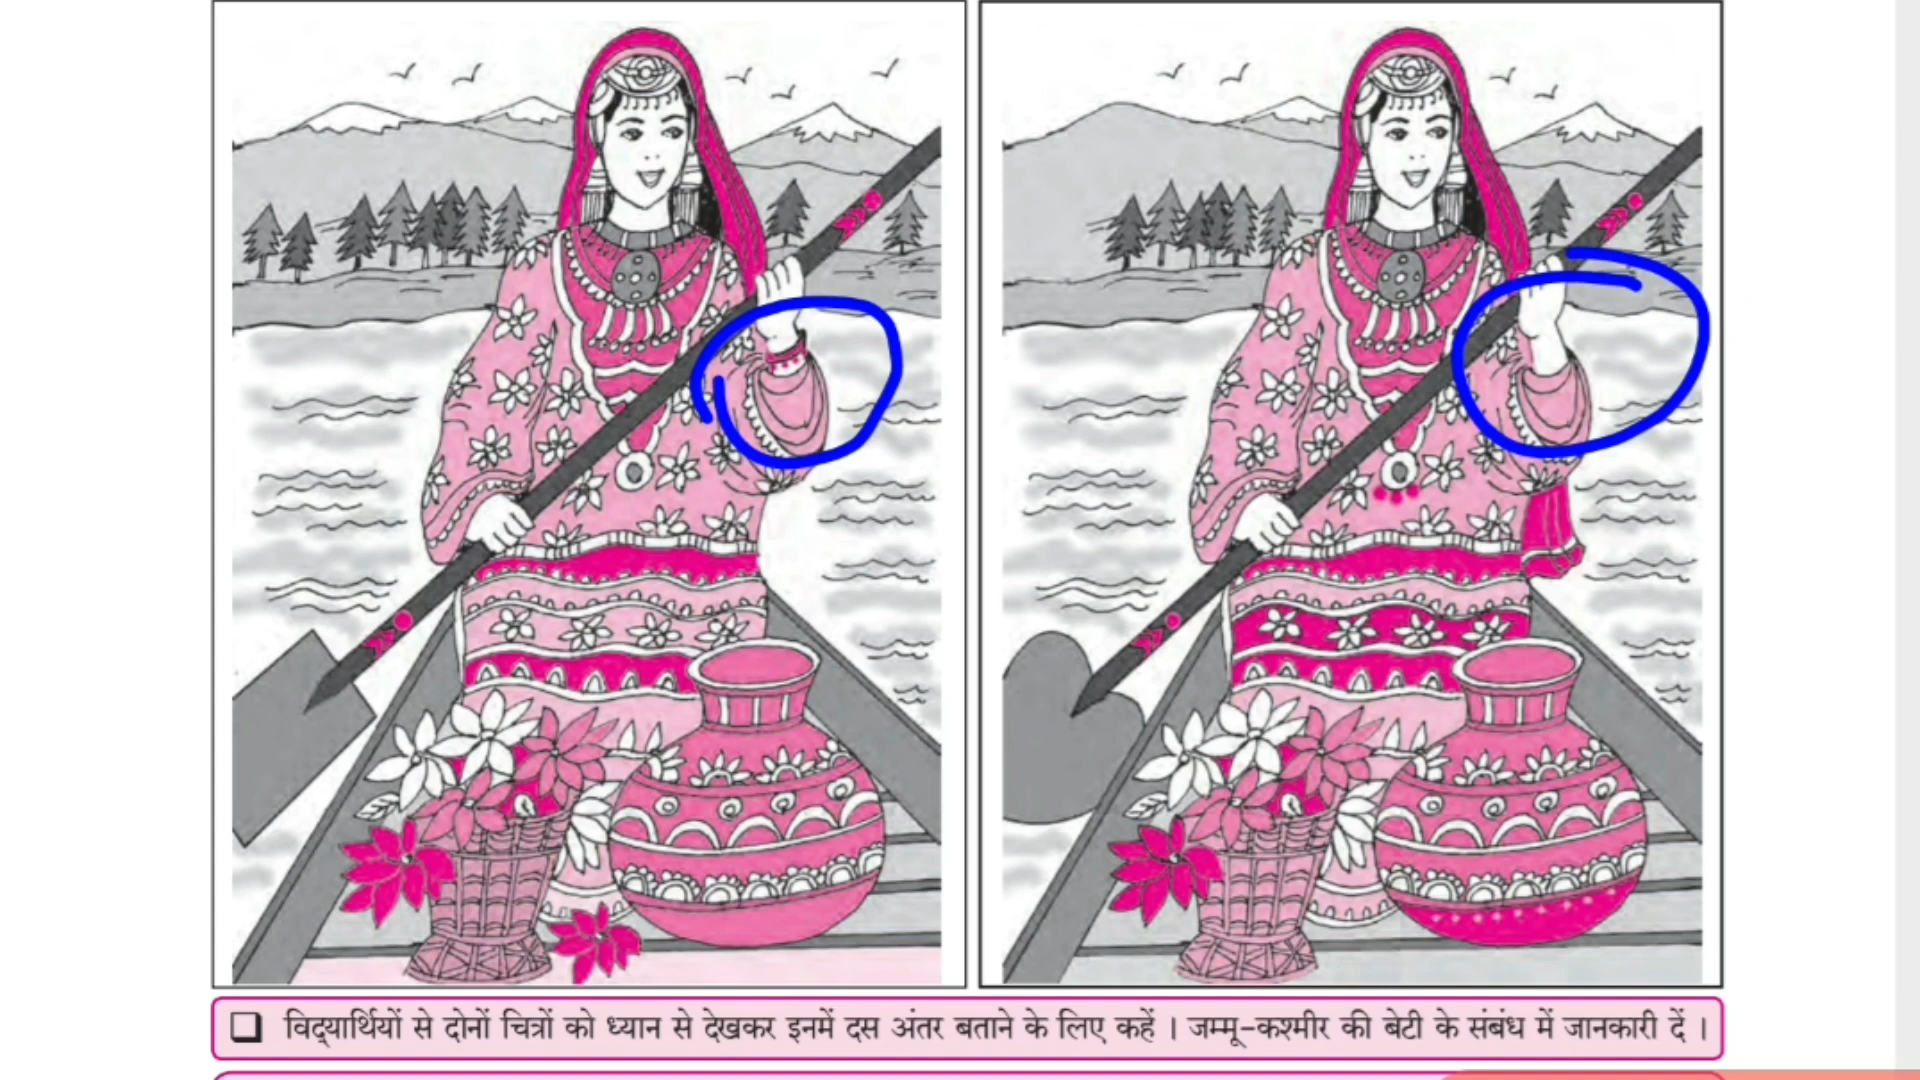 ❑ विद्यार्थियों से दोनों चित्रों को ध्यान से देखकर इनमें दस अंतर बताने के लिए कहें । जम्मू-कश्मीर की बेटी के संबंध में जानकारी दें ।